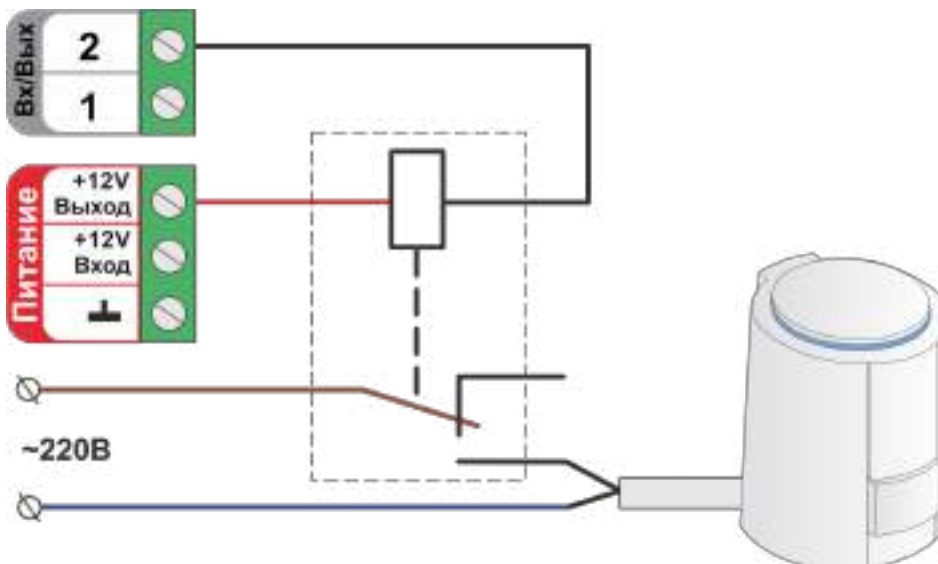 Вх/Вых
2
1
Питание
+12V
Выход
+12V
Вход
~220В